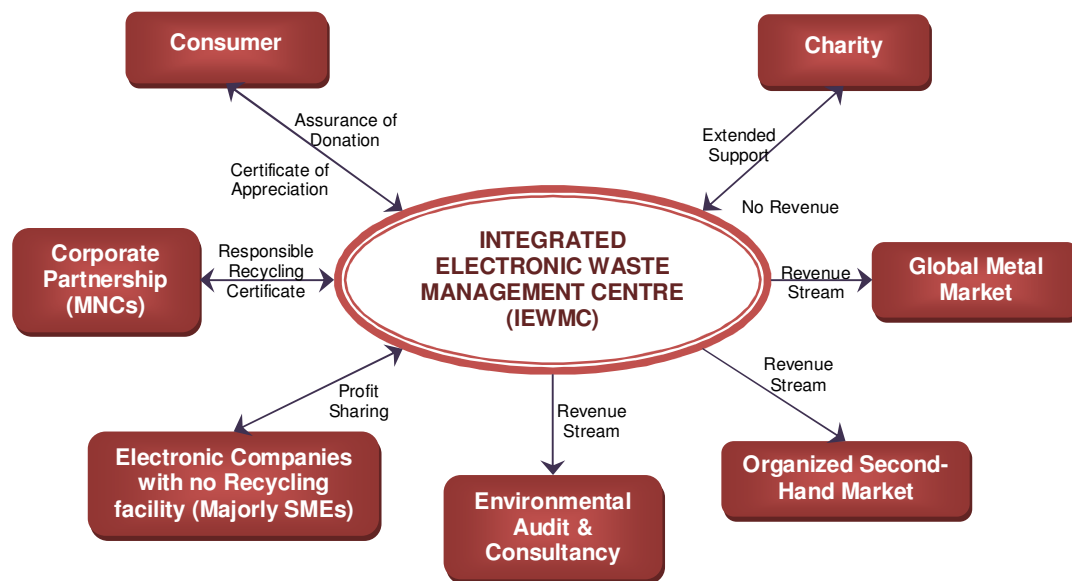 Consumer
Charity
Assurance of
Donation
Certificate of
Appreciation
Extended
Support
No Revenue
INTEGRATED
ELECTRONIC WASTE
MANAGEMENT CENTRE
(IEWMC)
Corporate
Partnership
(MNCs)
Responsible
Recycling
Certificate
Revenue
Stream
Global Metal
Market
Profit
Sharing
Revenue
Stream
Revenue
Stream
Electronic Companies
with no Recycling
facility (Majorly SMEs)
Environmental
Audit &
Consultancy
Organized Second-
Hand Market